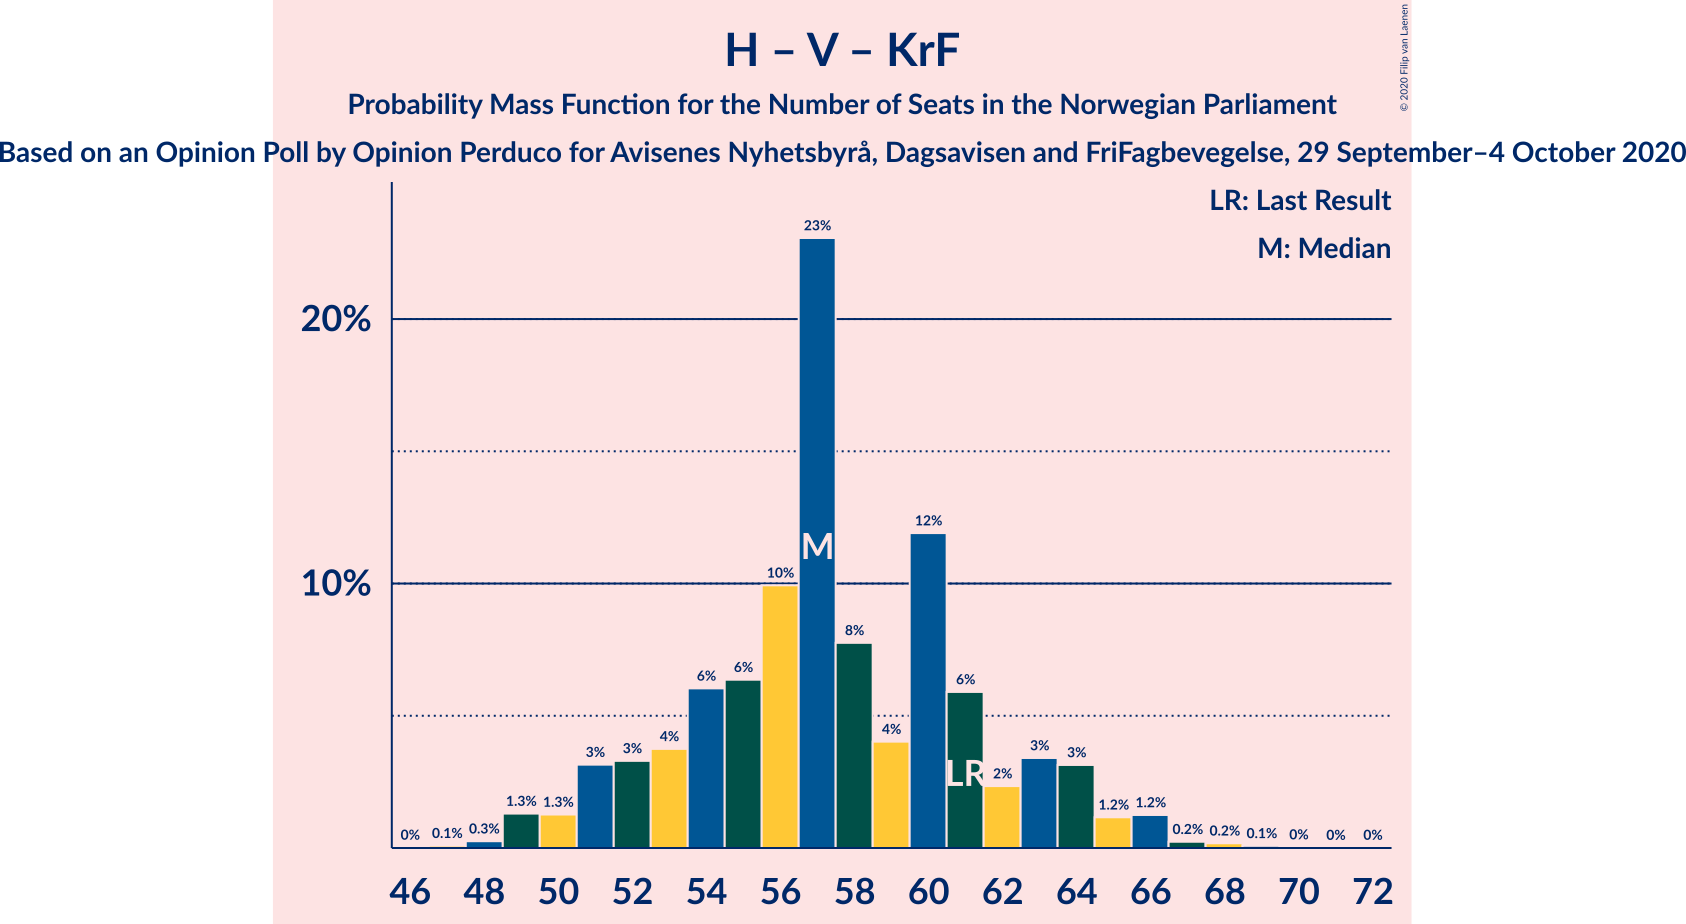 H – V – KrF
© 2020 Filip van Laenen
Probability Mass Function for the Number of Seats in the Norwegian Parliament
Based on an Opinion Poll by Opinion Perduco for Avisenes Nyhetsbyrå, Dagsavisen and FriFagbevegelse, 29 September–4 October 2020
LR: Last Result
M: Median
20%
10%
0% 0.1% 0.3% 1.3% 1.3% 3% 3% 4% 6% 6% 10% 23% 8% 4% 12% 6% 2% 3% 3% 1.2% 1.2% 0.2% 0.2% 0.1% 0% 0% 0%
M
LR
46 48 50 52 54 56 58 60 62 64 66 68 70 72